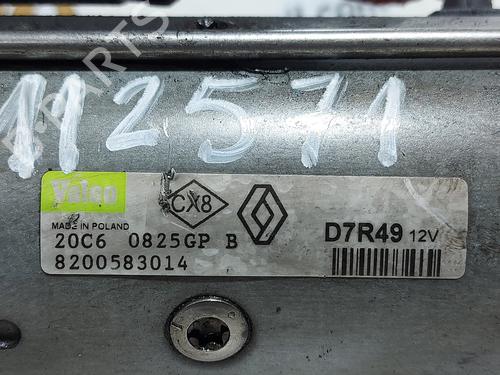 112571
Valeo
CX8
MADE IN POLAND
20C6 0825GP B
D7R49 12V
8200583014